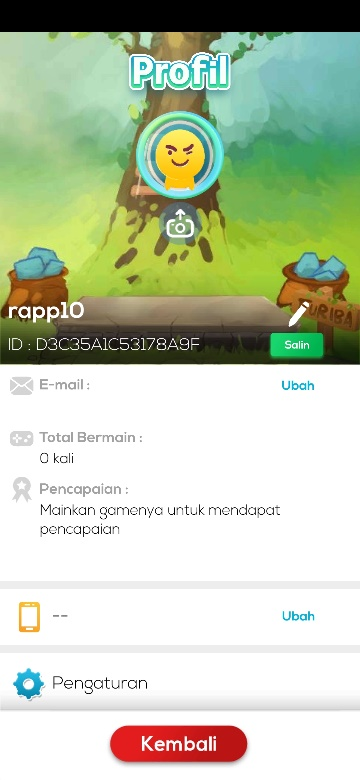 Profil
rapp10
URIBA
ID : D3C35A1C53178A9F
Salin
E-mail :
Ubah
Total Bermain :
0 kali
Pencapaian :
Mainkan gamenya untuk mendapat
pencapaian
--
Ubah
Pengaturan
Kembali